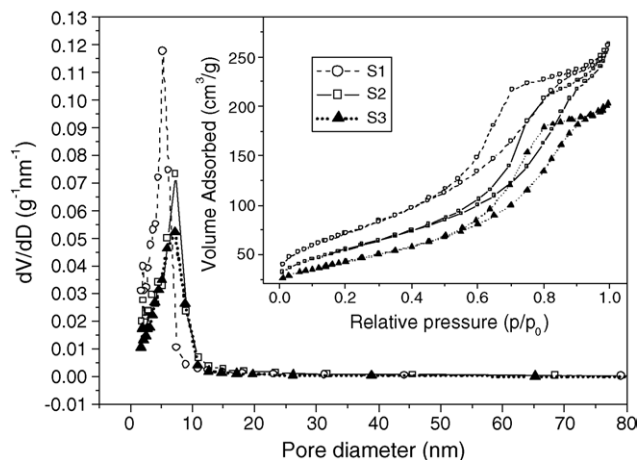 0.13
0.12
0.11
0.10
0.09
0.08
0.07
0.06
0.05
0.04
0.03
0.02
0.01
0.00
-0.01
dV/dD (g⁻¹nm⁻¹)
0 10 20 30 40 50 60 70 80
Pore diameter (nm)
S1
S2
S3
250
200
150
100
50
Volume Adsorbed (cm³/g)
0.0 0.2 0.4 0.6 0.8 1.0
Relative pressure (p/p₀)